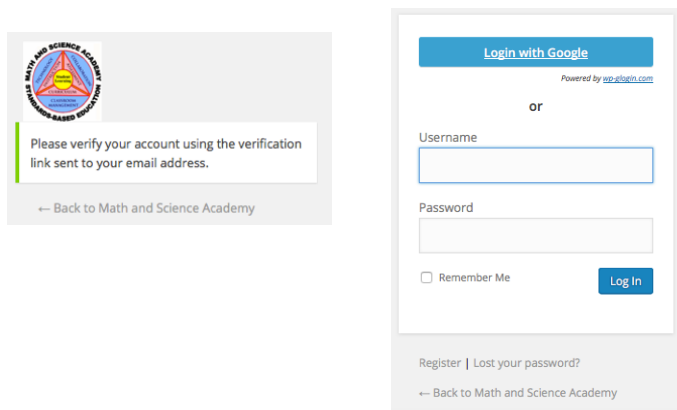 MATH AND SCIENCE ACADEMY
STANDARDS-BASED EDUCATION
Please verify your account using the verification
link sent to your email address.
← Back to Math and Science Academy
Login with Google
Powered by wp-glogin.com
or
Username
Password
Remember Me
Log In
Register | Lost your password?
← Back to Math and Science Academy